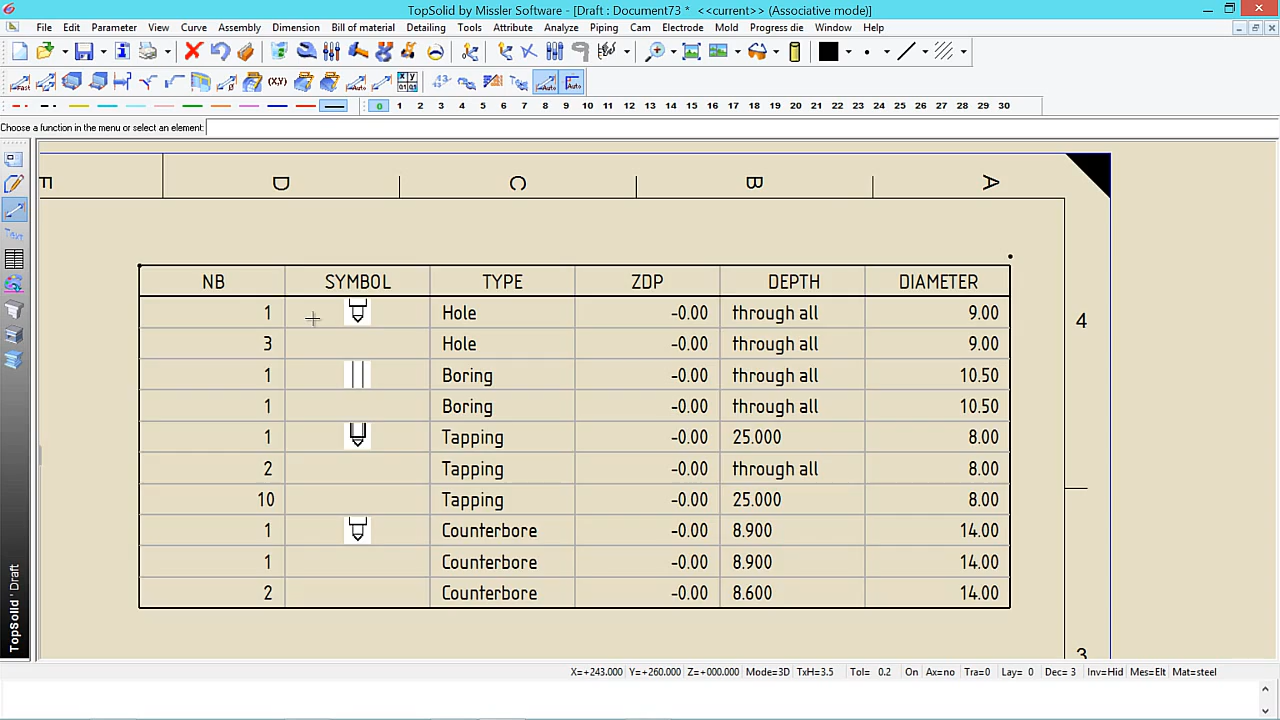 TopSolid by Missler Software - [Draft : Document73 *  <<current>> (Associative mode)]
File Edit Parameter View Curve Assembly Dimension Bill of material Detailing Tools Attribute Analyze Piping Cam Electrode Mold Progress die Window Help
Fast (X,Y) Auto X Y Auto Auto
0 1 2 3 4 5 6 7 8 9 10 11 12 13 14 15 16 17 18 19 20 21 22 23 24 25 26 27 28 29 30
Choose a function in the menu or select an element:
F D C B A
NB SYMBOL TYPE ZDP DEPTH DIAMETER
1 Hole -0.00 through all 9.00
4
3 Hole -0.00 through all 9.00
1 Boring -0.00 through all 10.50
1 Boring -0.00 through all 10.50
1 Tapping -0.00 25.000 8.00
2 Tapping -0.00 through all 8.00
10 Tapping -0.00 25.000 8.00
1 Counterbore -0.00 8.900 14.00
1 Counterbore -0.00 8.900 14.00
2 Counterbore -0.00 8.600 14.00
3
TopSolid'Draft
X=+243.000 Y=+260.000 Z=+000.000 Mode=3D TxH=3.5 Tol= 0.2 On Ax=no Tra=0 Lay= 0 Dec= 3 Inv=Hid Mes=Elt Mat=steel